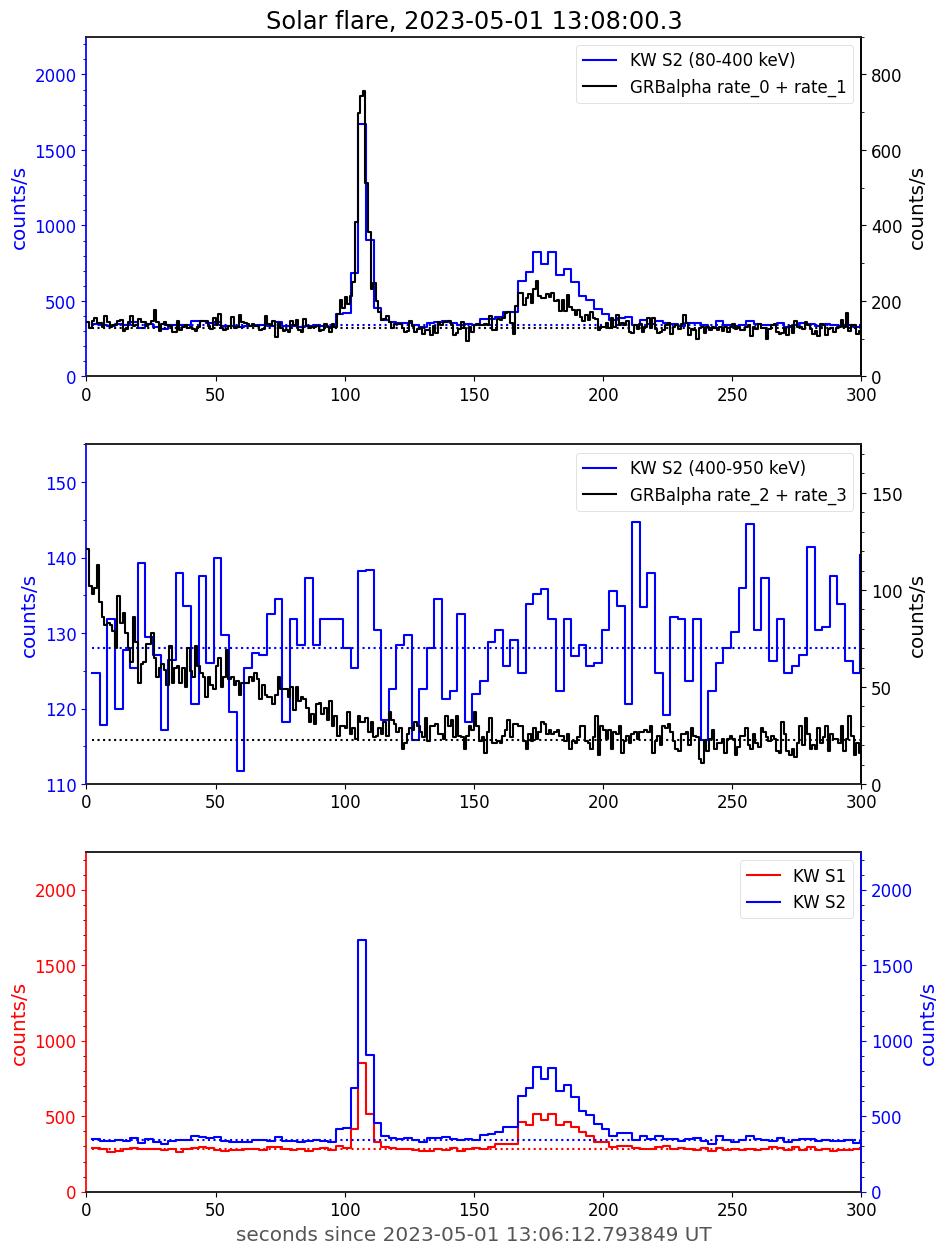 Solar flare, 2023-05-01 13:08:00.3
KW S2 (80-400 keV)
GRBalpha rate_0 + rate_1
2000
1500
1000
500
0
800
600
400
200
0
counts/s
counts/s
0 50 100 150 200 250 300
KW S2 (400-950 keV)
GRBalpha rate_2 + rate_3
150
140
130
120
110
150
100
50
0
counts/s
counts/s
0 50 100 150 200 250 300
KW S1
KW S2
2000
1500
1000
500
0
2000
1500
1000
500
0
counts/s
counts/s
0 50 100 150 200 250 300
seconds since 2023-05-01 13:06:12.793849 UT